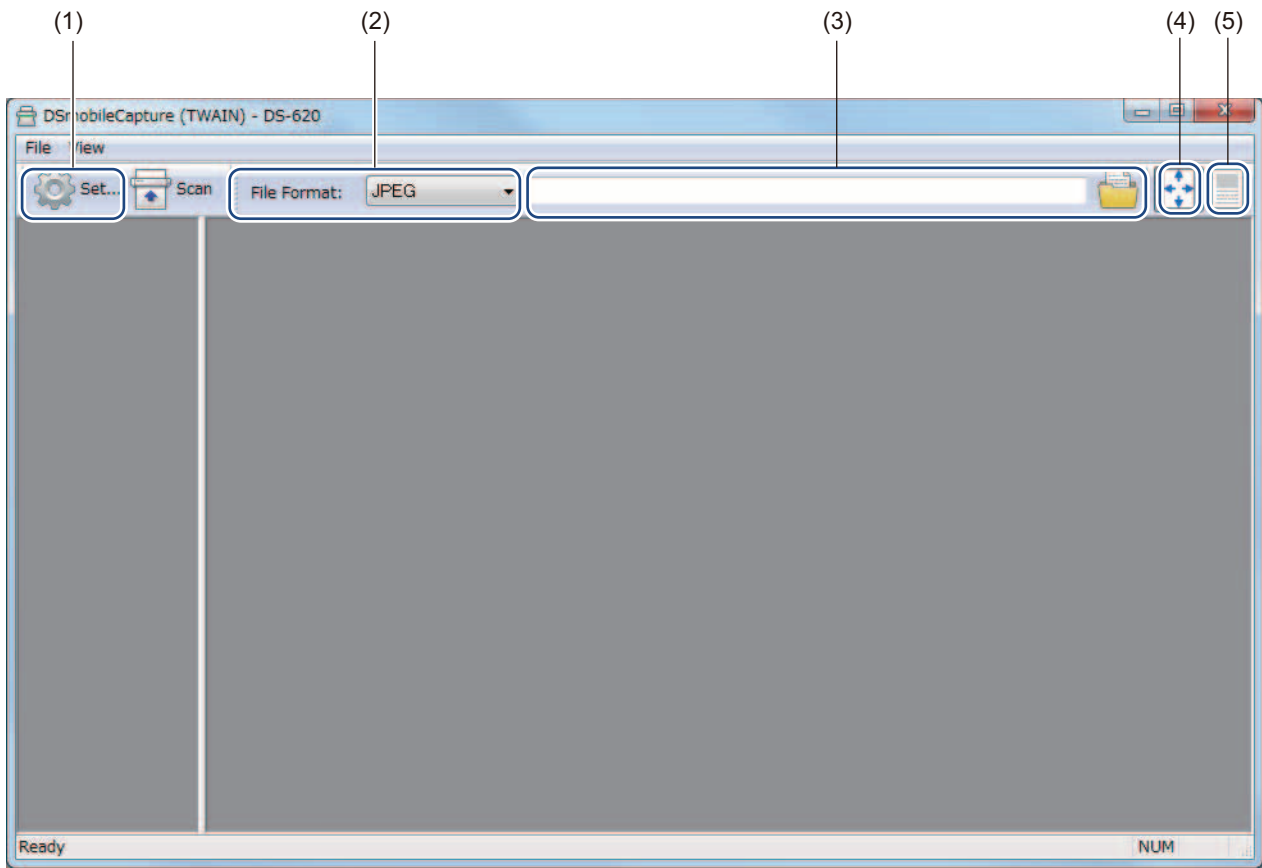 (1) (2) (3) (4) (5)
DSmobileCapture (TWAIN) - DS-620
File View
Set... Scan File Format: JPEG
Ready NUM